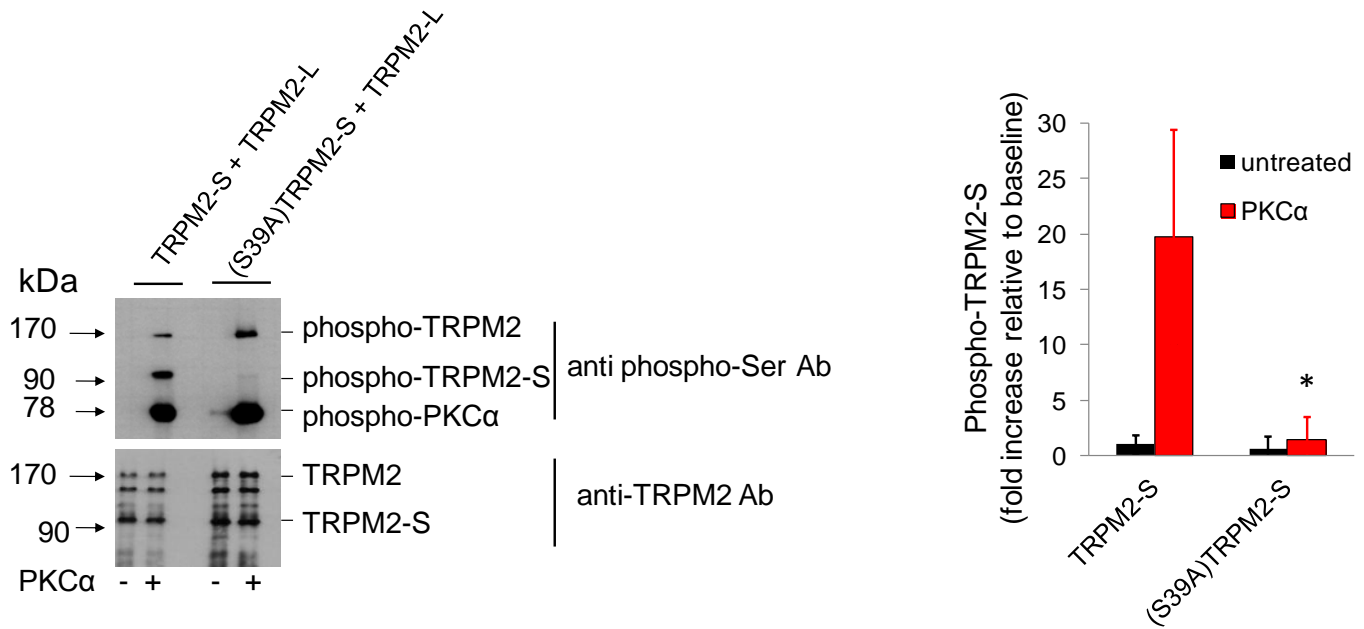 TRPM2-S + TRPM2-L
(S39A)TRPM2-S + TRPM2-L
kDa
170
90
78
phospho-TRPM2
phospho-TRPM2-S
phospho-PKCα
anti phospho-Ser Ab
170
90
TRPM2
TRPM2-S
anti-TRPM2 Ab
PKCα - + - +
Phospho-TRPM2-S
(fold increase relative to baseline)
30
25
20
15
10
5
0
untreated
PKCα
*
TRPM2-S
(S39A)TRPM2-S